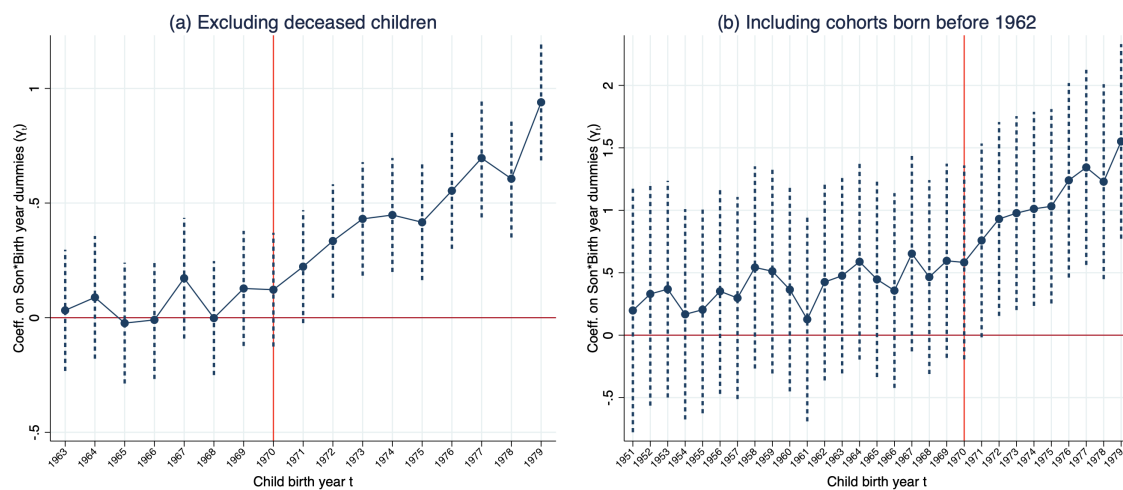 (a) Excluding deceased children
Coeff. on Son*Birth year dummies (γt)
1
.5
0
-.5
1963 1964 1965 1966 1967 1968 1969 1970 1971 1972 1973 1974 1975 1976 1977 1978 1979
Child birth year t
(b) Including cohorts born before 1962
Coeff. on Son*Birth year dummies (γt)
2
1.5
1
.5
0
-.5
1951 1952 1953 1954 1955 1956 1957 1958 1959 1960 1961 1962 1963 1964 1965 1966 1967 1968 1969 1970 1971 1972 1973 1974 1975 1976 1977 1978 1979
Child birth year t